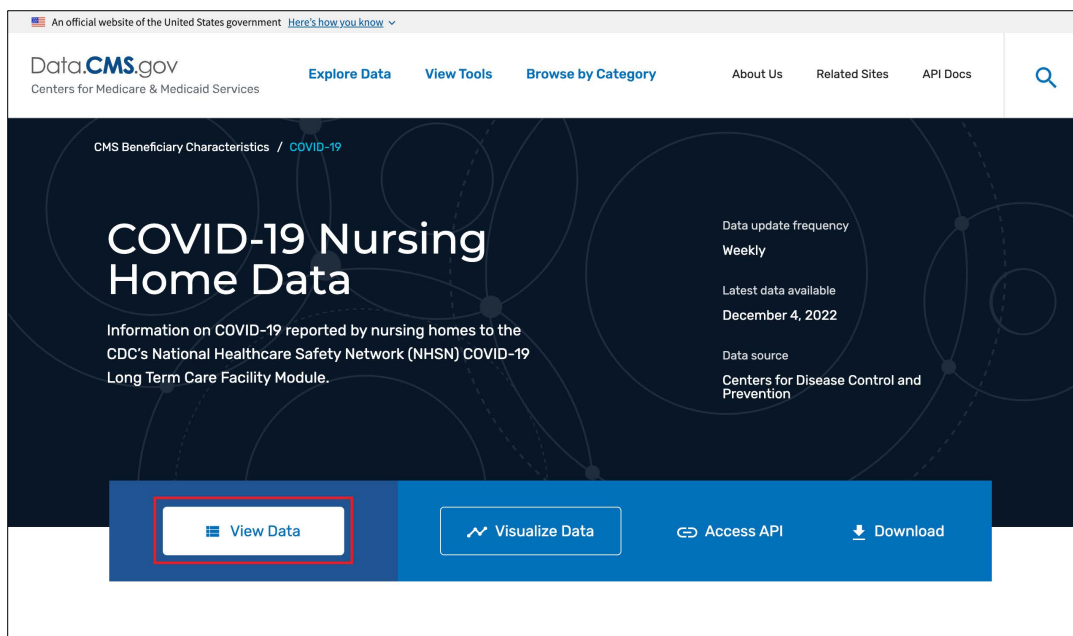 An official website of the United States government Here's how you know
Data.CMS.gov
Centers for Medicare & Medicaid Services
Explore Data View Tools Browse by Category About Us Related Sites API Docs
CMS Beneficiary Characteristics / COVID-19
COVID-19 Nursing
Home Data
Information on COVID-19 reported by nursing homes to the
CDC's National Healthcare Safety Network (NHSN) COVID-19
Long Term Care Facility Module.
Data update frequency
Weekly
Latest data available
December 4, 2022
Data source
Centers for Disease Control and
Prevention
View Data Visualize Data Access API Download